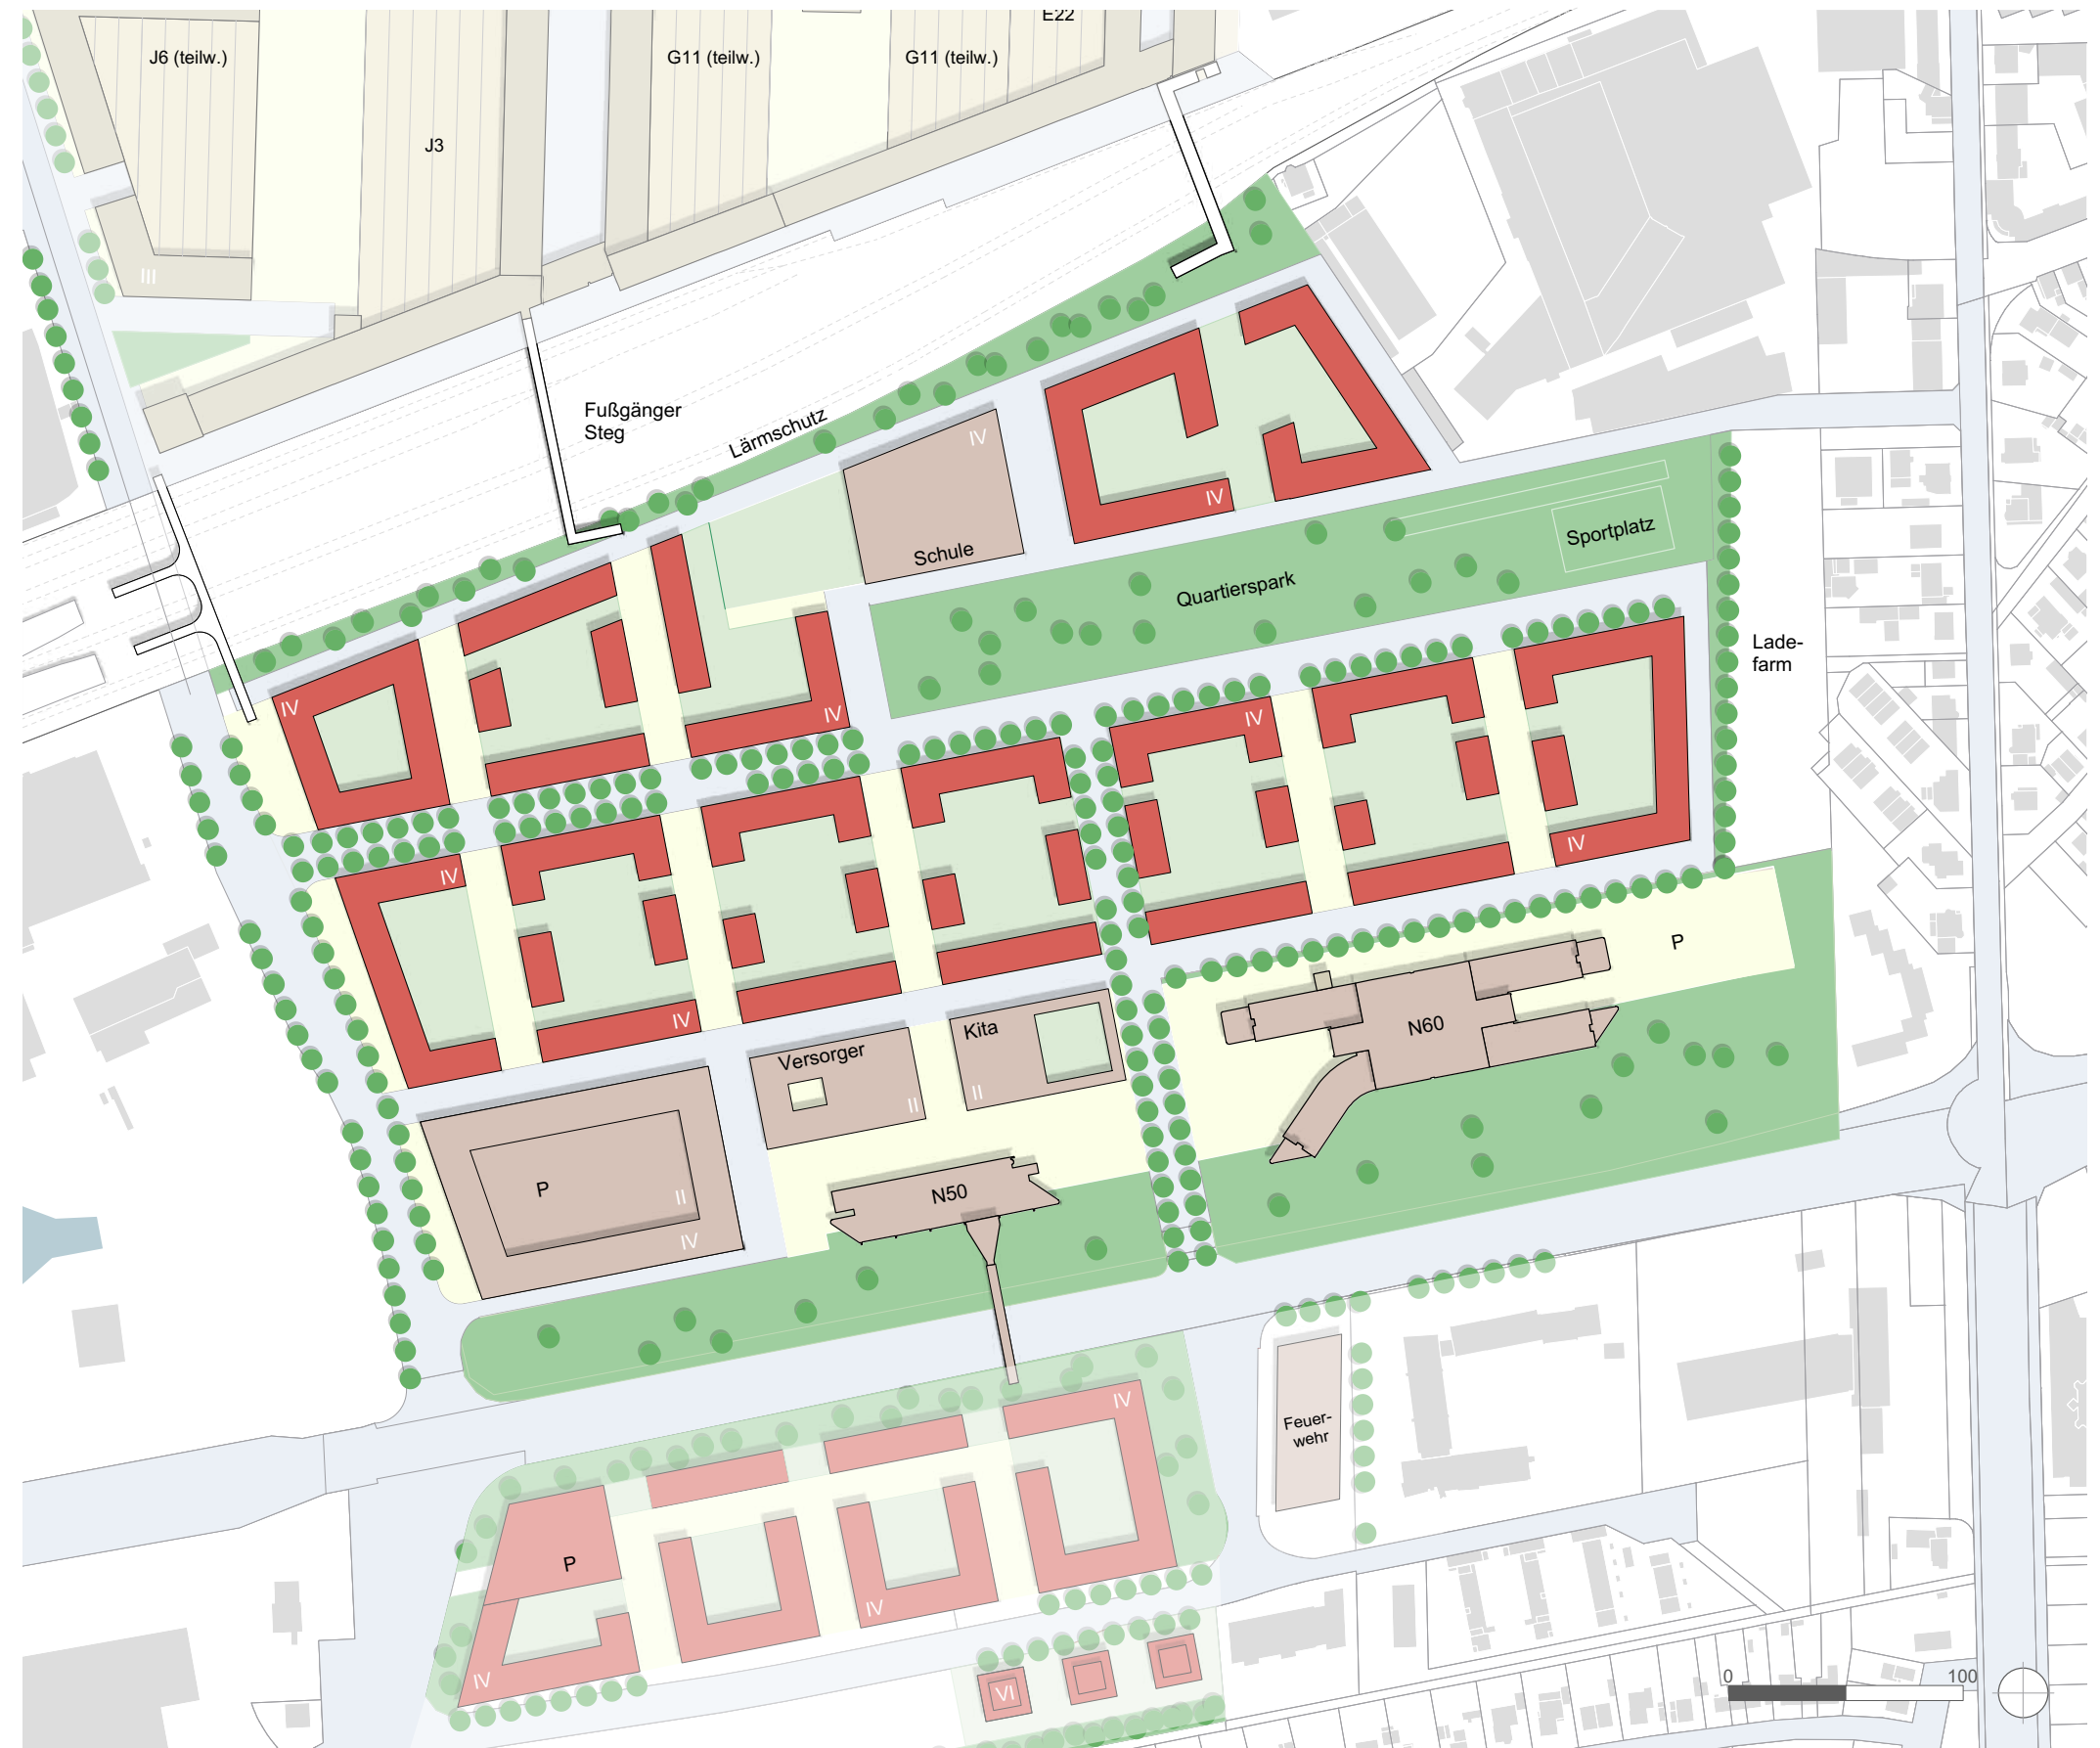 E22
J6 (teilw.)
G11 (teilw.)
G11 (teilw.)
J3
III
Fußgänger
Steg
Lärmschutz
IV
Schule
IV
Sportplatz
Quartierspark
Lade-
farm
IV
IV
IV
IV
IV
IV
P
Kita
N60
Versorger
II
II
P
II
N50
IV
IV
Feuer-
wehr
P
IV
IV
VI
0
100